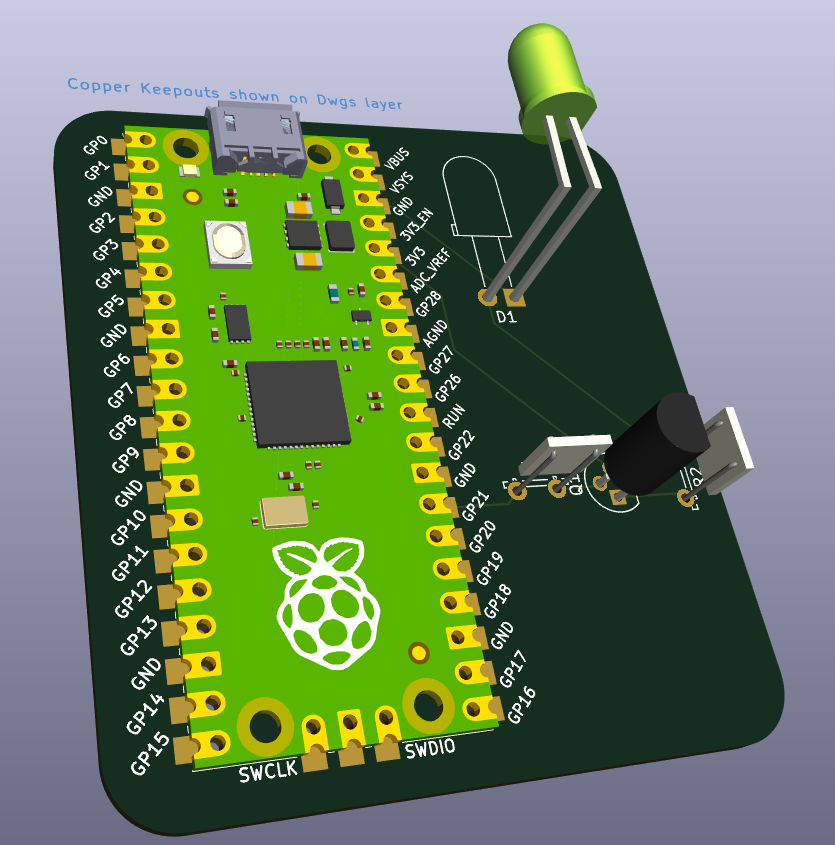 Copper Keepouts shown on Dwgs layer
GP0
GP1
GND
GP2
GP3
GP4
GP5
GND
GP6
GP7
GP8
GP9
GND
GP10
GP11
GP12
GP13
GND
GP14
GP15
VBUS
VSYS
GND
3V3_EN
3V3
ADC_VREF
GP28
AGND
GP27
GP26
RUN
GP22
GND
GP21
GP20
GP19
GP18
GND
GP17
GP16
SWCLK
SWDIO
D1